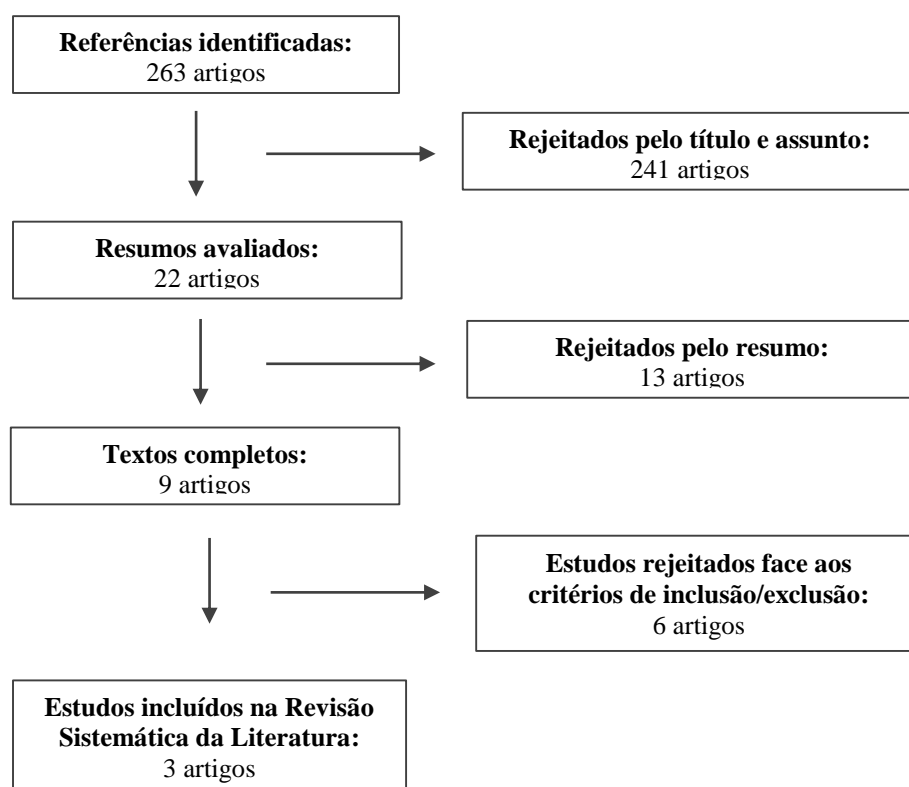 Referências identificadas:
263 artigos
Rejeitados pelo título e assunto:
241 artigos
Resumos avaliados:
22 artigos
Rejeitados pelo resumo:
13 artigos
Textos completos:
9 artigos
Estudos rejeitados face aos
critérios de inclusão/exclusão:
6 artigos
Estudos incluídos na Revisão
Sistemática da Literatura:
3 artigos